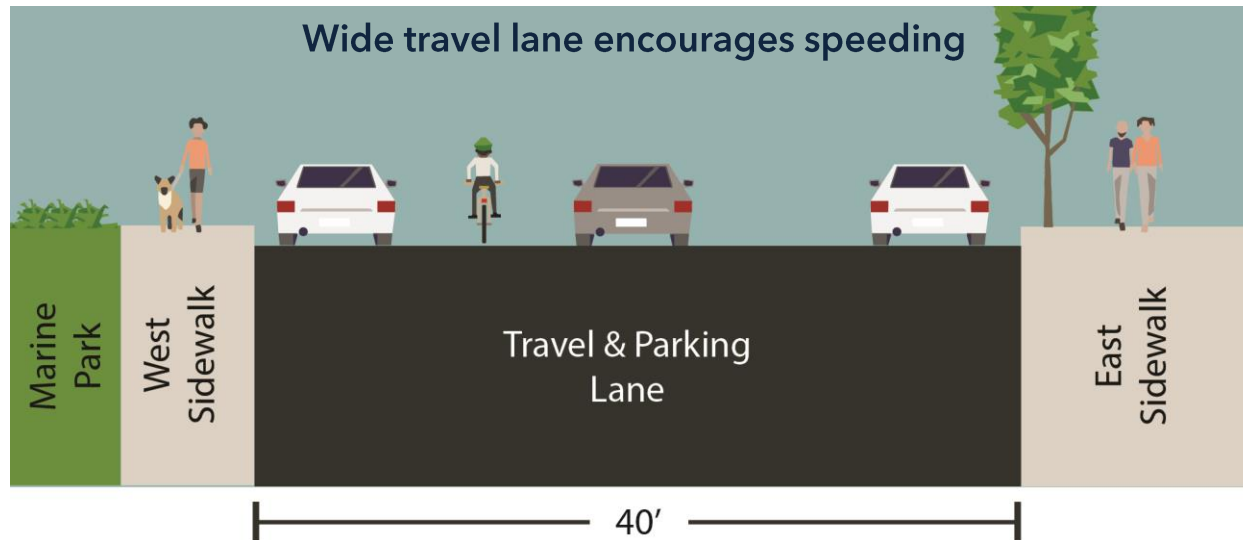 Wide travel lane encourages speeding
Marine
Park
West
Sidewalk
Travel & Parking
Lane
East
Sidewalk
40’